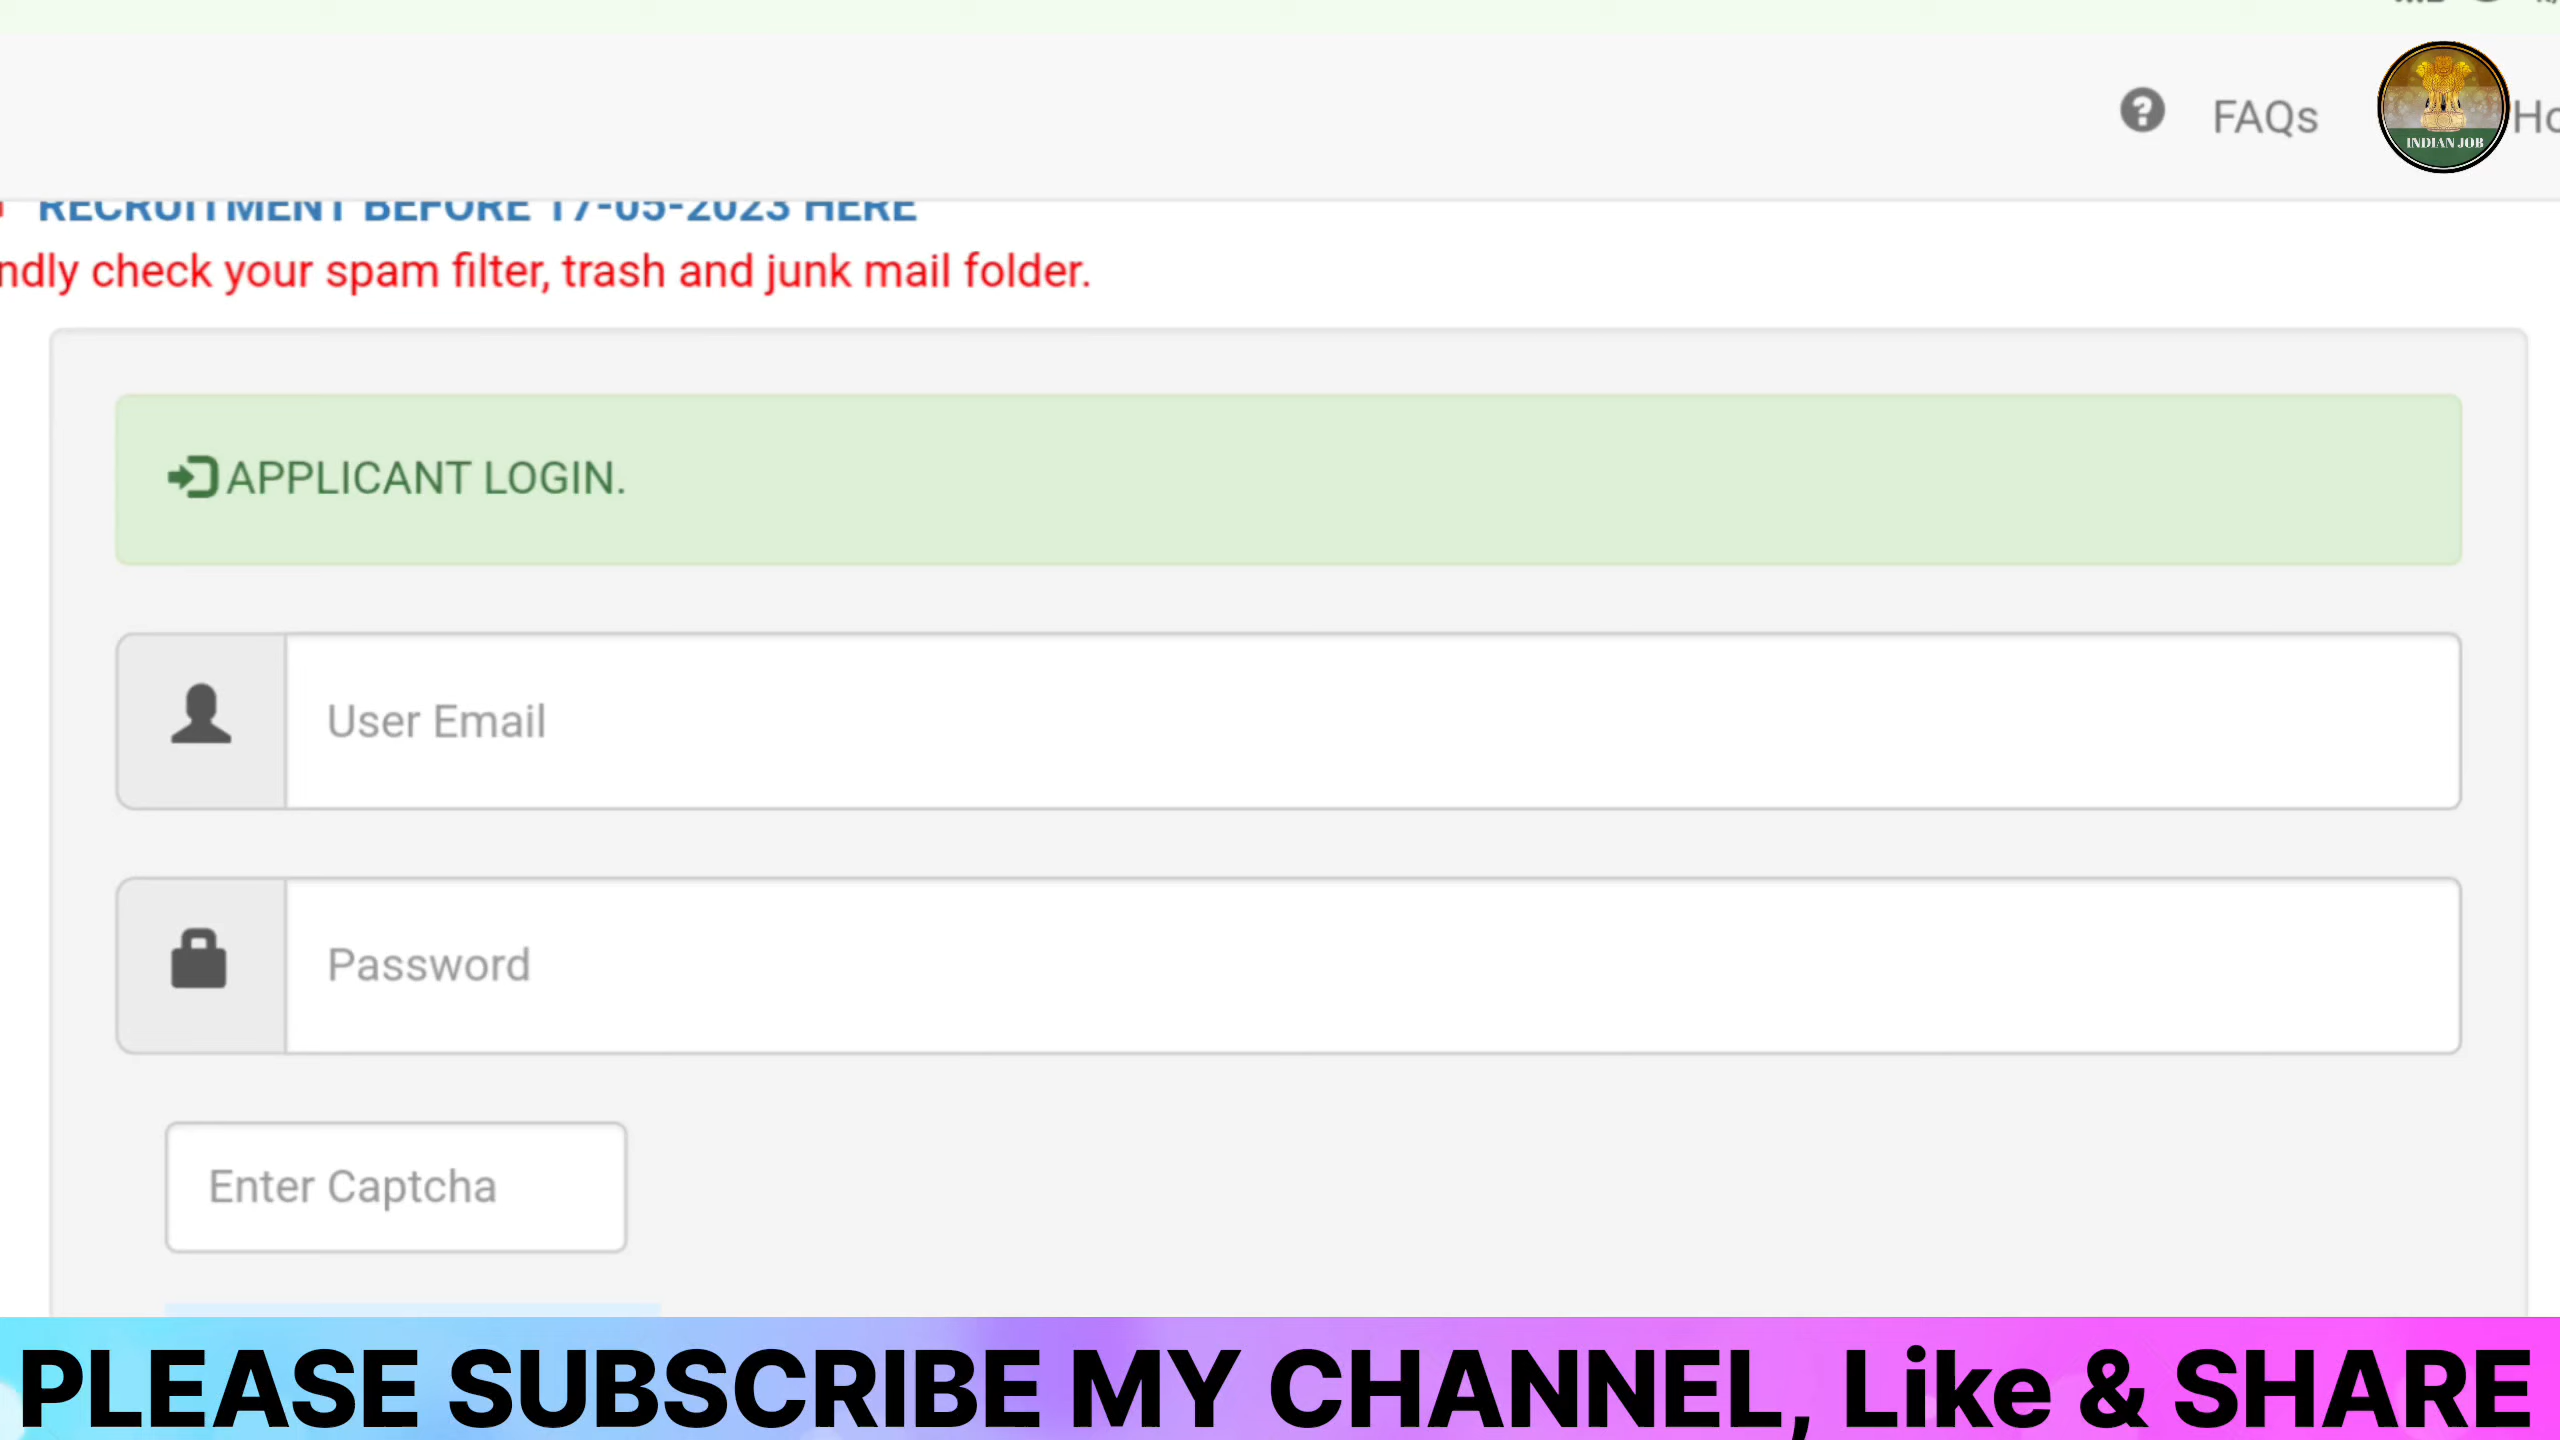 FAQs
INDIAN JOB
RECRUITMENT BEFORE 17-05-2023 HERE
check your spam filter, trash and junk mail folder.
APPLICANT LOGIN.
User Email
Password
Enter Captcha
PLEASE SUBSCRIBE MY CHANNEL, Like & SHARE